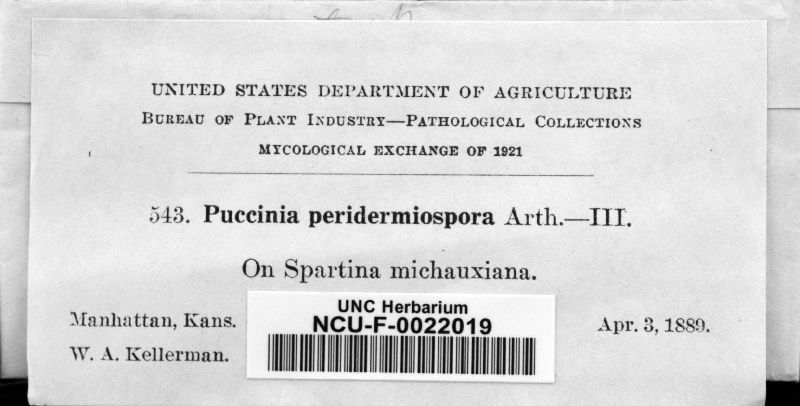 UNITED STATES DEPARTMENT OF AGRICULTURE
BUREAU OF PLANT INDUSTRY—PATHOLOGICAL COLLECTIONS
MYCOLOGICAL EXCHANGE OF 1921
543. Puccinia peridermiospora Arth.—III.
On Spartina michauxiana.
Manhattan, Kans.
W. A. Kellerman.
UNC Herbarium
NCU-F-0022019
Apr. 3, 1889.